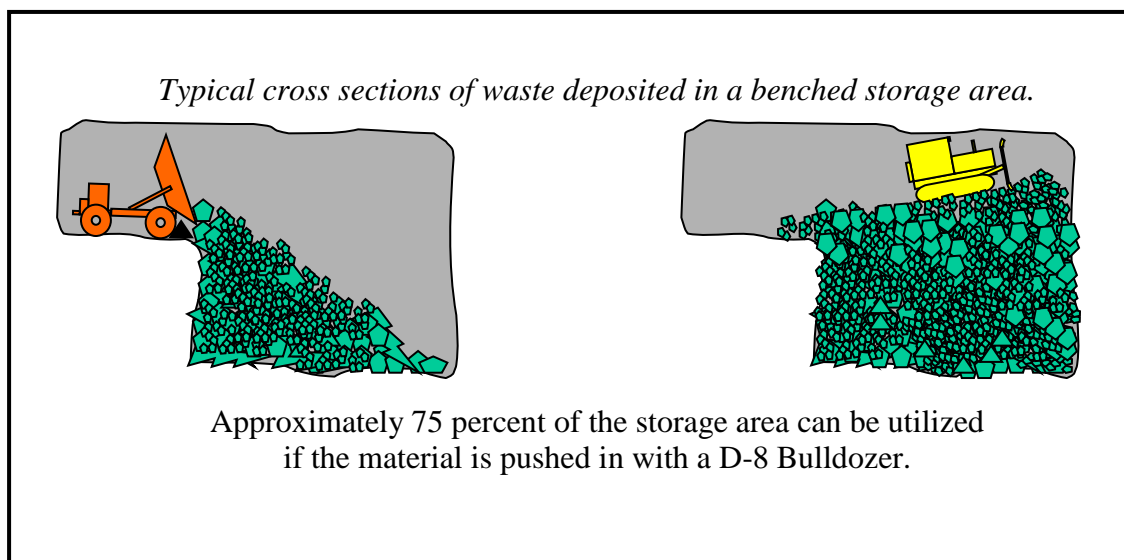 Typical cross sections of waste deposited in a benched storage area.
Approximately 75 percent of the storage area can be utilized
if the material is pushed in with a D-8 Bulldozer.